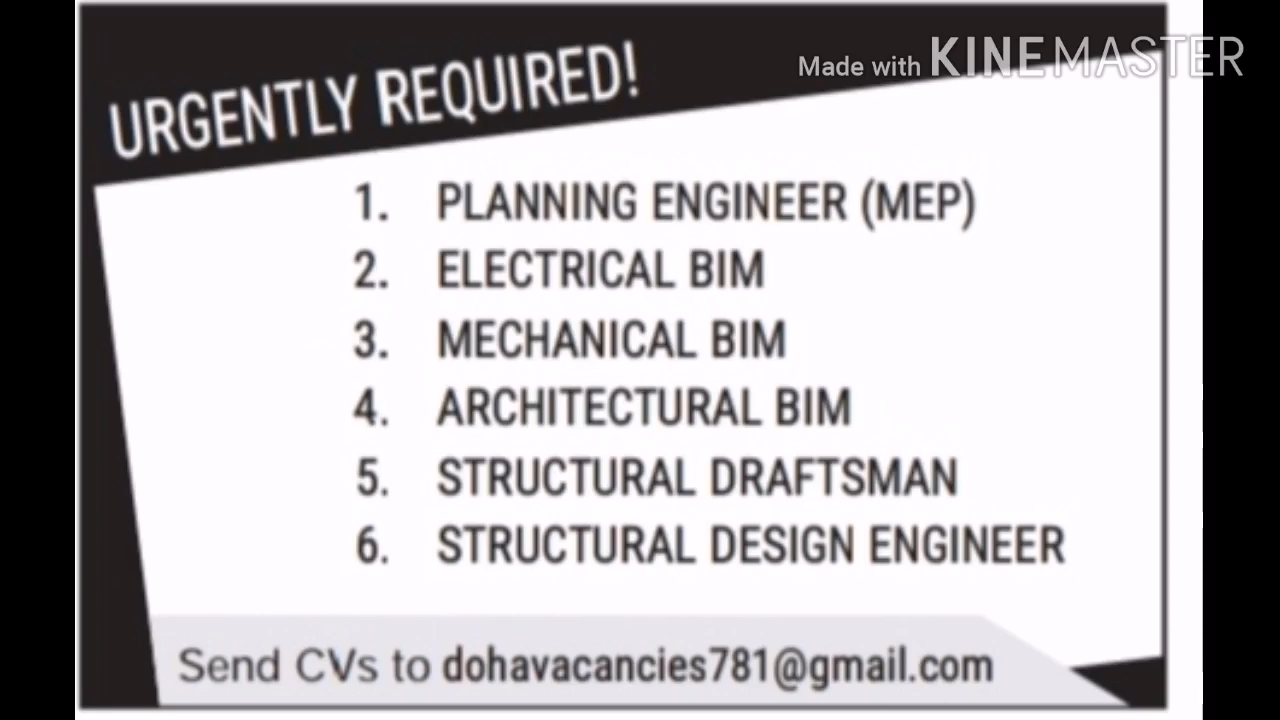 Made with KINEMASTER
URGENTLY REQUIRED!
1. PLANNING ENGINEER (MEP)
2. ELECTRICAL BIM
3. MECHANICAL BIM
4. ARCHITECTURAL BIM
5. STRUCTURAL DRAFTSMAN
6. STRUCTURAL DESIGN ENGINEER
Send CVs to dohavacancies781@gmail.com